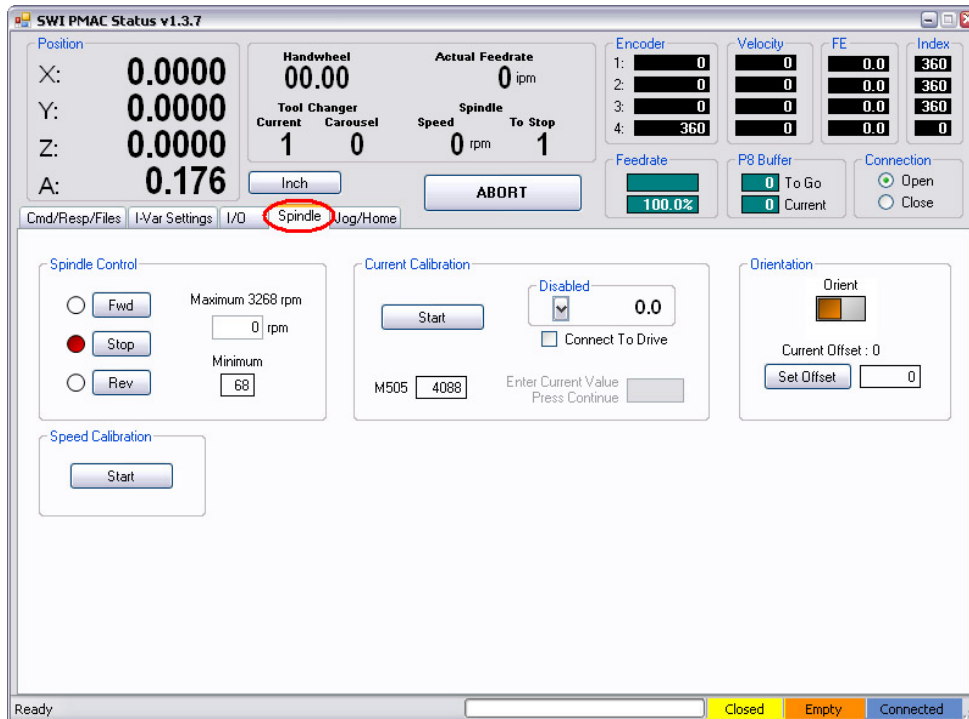 SWI PMAC Status v1.3.7
Position
X: 0.0000
Y: 0.0000
Z: 0.0000
A: 0.176
Handwheel
00.00
Actual Feedrate
0 ipm
Tool Changer
Current Carousel
1 0
Spindle
Speed To Stop
0 rpm 1
Inch
ABORT
Encoder
1: 0
2: 0
3: 0
4: 360
Velocity
0
0
0
0
FE
0.0
0.0
0.0
0.0
Index
360
360
360
0
Feedrate
100.0%
P8 Buffer
0 To Go
0 Current
Connection
Open
Close
Cmd/Resp/Files I-Var Settings I/O Spindle Jog/Home
Spindle Control
Fwd
Stop
Rev
Maximum 3268 rpm
0 rpm
Minimum
68
Current Calibration
Start
Disabled
0.0
Connect To Drive
M505 4088
Enter Current Value
Press Continue
Orientation
Orient
Current Offset : 0
Set Offset 0
Speed Calibration
Start
Ready
Closed Empty Connected